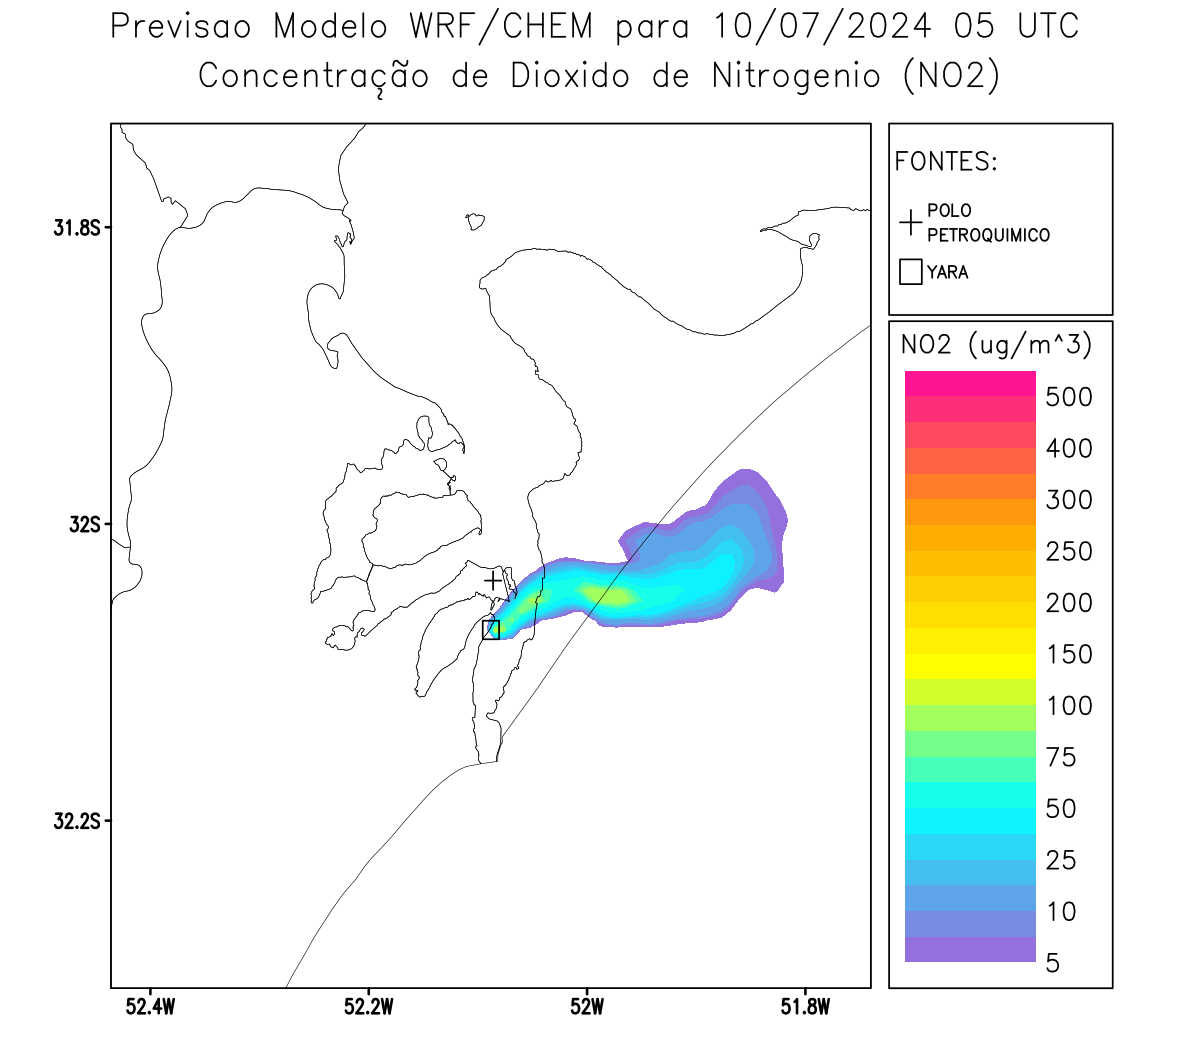 Previsao Modelo WRF/CHEM para 10/07/2024 05 UTC
Concentração de Dioxido de Nitrogenio (NO2)
FONTES:
POLO
PETROQUIMICO
YARA
31.8S
32S
32.2S
52.4W
52.2W
52W
51.8W
NO2 (ug/m^3)
500
400
300
250
200
150
100
75
50
25
10
5